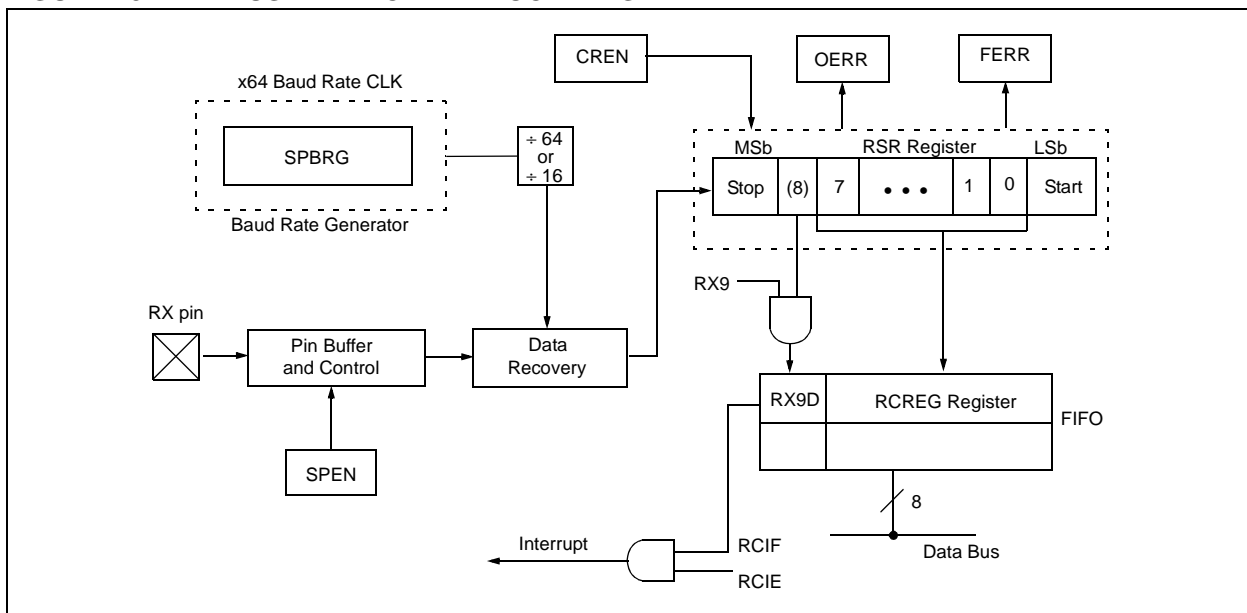 CREN
OERR
FERR
x64 Baud Rate CLK
SPBRG
÷ 64
or
÷ 16
Baud Rate Generator
MSb
RSR Register
LSb
Stop
(8)
7
• • •
1
0
Start
RX9
RX pin
Pin Buffer
and Control
Data
Recovery
SPEN
RX9D
RCREG Register
FIFO
8
Data Bus
Interrupt
RCIF
RCIE